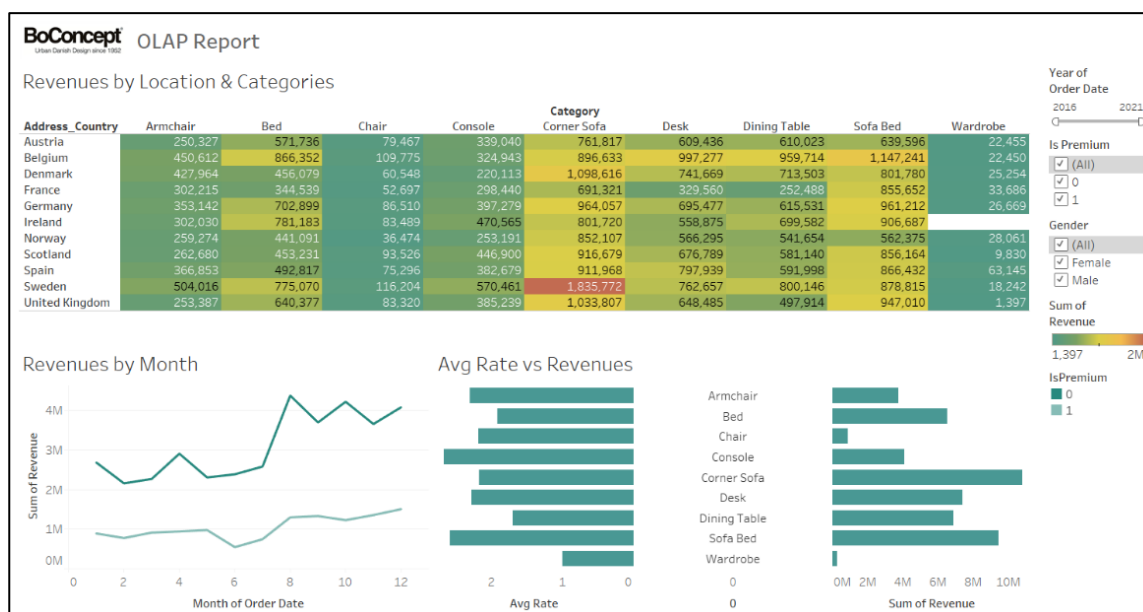 BoConcept
Urban Danish Design since 1952
OLAP Report
Revenues by Location & Categories
Category
Address_Country Armchair Bed Chair Console Corner Sofa Desk Dining Table Sofa Bed Wardrobe
Austria 250,327 571,736 79,467 339,040 761,817 609,436 610,023 639,596 22,455
Belgium 450,612 866,352 109,775 324,943 896,633 997,277 959,714 1,147,241 22,450
Denmark 427,964 456,079 60,548 220,113 1,098,616 741,669 713,503 801,780 25,254
France 302,215 344,539 52,697 298,440 691,321 329,560 252,488 855,652 33,686
Germany 353,142 702,899 86,510 397,279 964,057 695,477 615,531 961,212 26,669
Ireland 302,030 781,183 83,489 470,565 801,720 558,875 699,582 906,687
Norway 259,274 441,091 36,474 253,191 852,107 566,295 541,654 562,375 28,061
Scotland 262,680 453,231 93,526 446,900 916,679 676,789 581,140 856,164 9,830
Spain 366,853 492,817 75,296 382,679 911,968 797,939 591,998 866,432 63,145
Sweden 504,016 775,070 116,204 570,461 1,835,772 762,657 800,146 878,815 18,242
United Kingdom 253,387 640,377 83,320 385,239 1,033,807 648,485 497,914 947,010 1,397
Year of
Order Date
2016 2021
Is Premium
(All)
0
1
Gender
(All)
Female
Male
Sum of
Revenue
1,397 2M
IsPremium
0
1
Revenues by Month
Sum of Revenue
4M
3M
2M
1M
0M
0 2 4 6 8 10 12
Month of Order Date
Avg Rate vs Revenues
Armchair
Bed
Chair
Console
Corner Sofa
Desk
Dining Table
Sofa Bed
Wardrobe
2 1 0 0 0M 2M 4M 6M 8M 10M
Avg Rate 0 Sum of Revenue